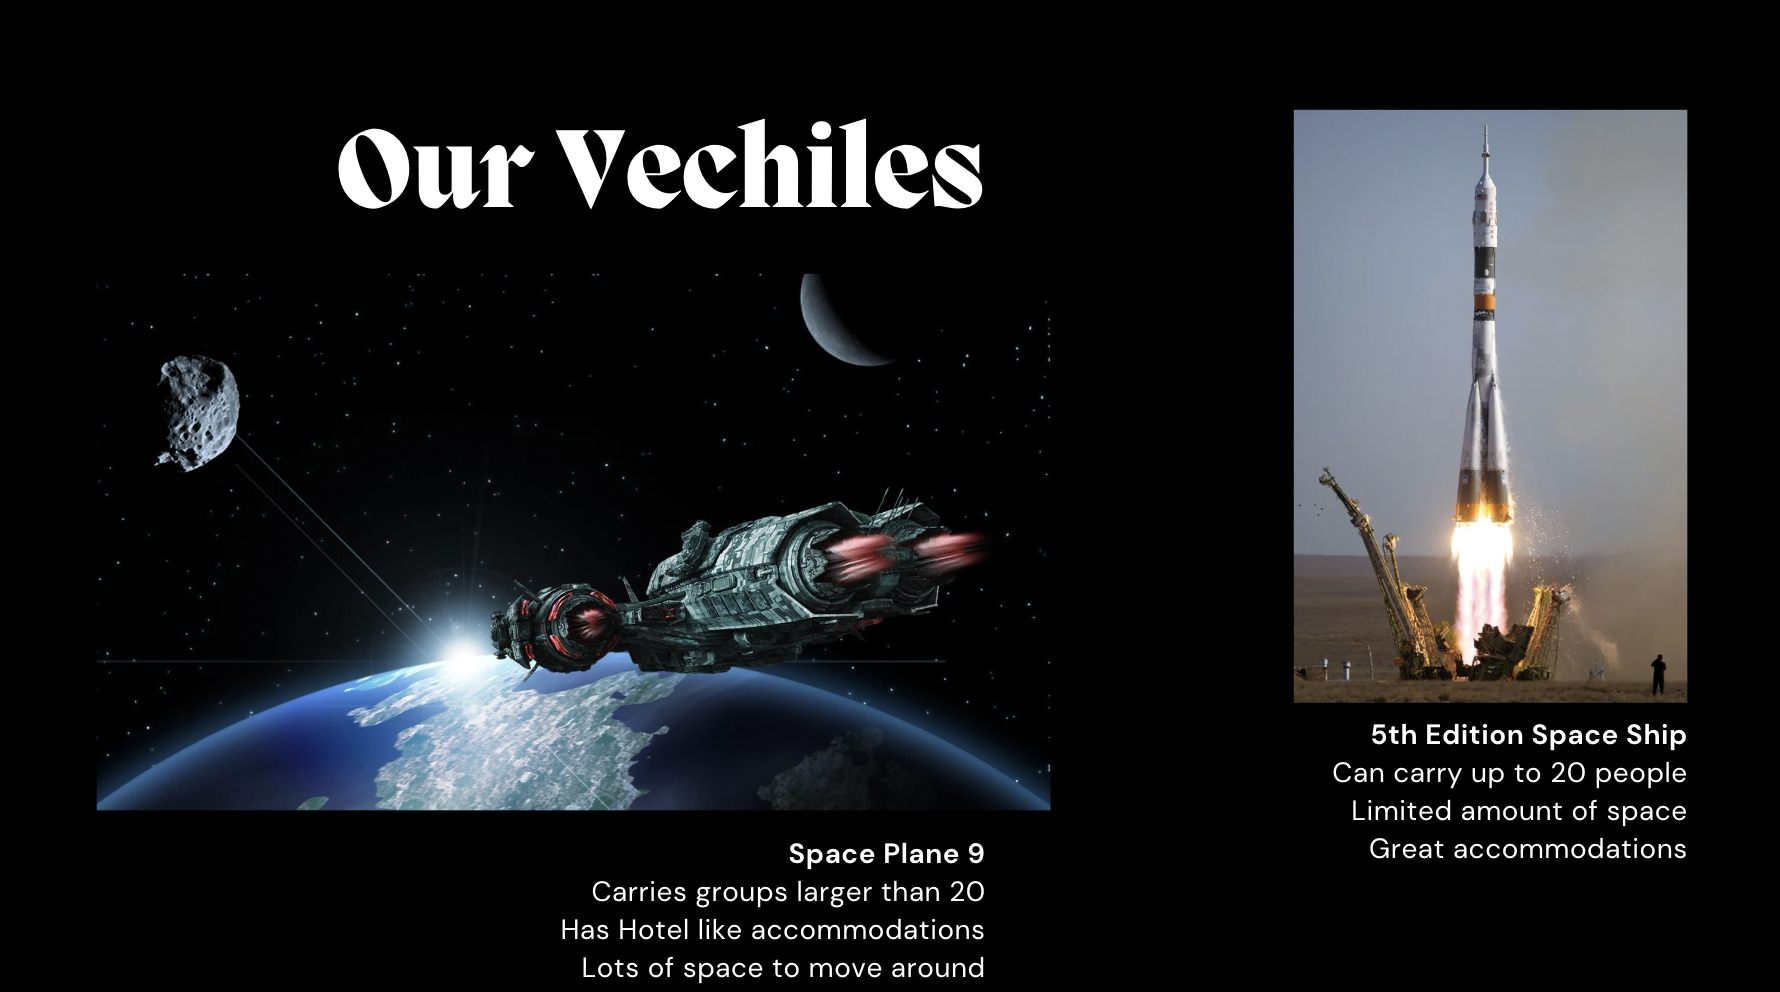 Our Vechiles
Space Plane 9
Carries groups larger than 20
Has Hotel like accommodations
Lots of space to move around
5th Edition Space Ship
Can carry up to 20 people
Limited amount of space
Great accommodations